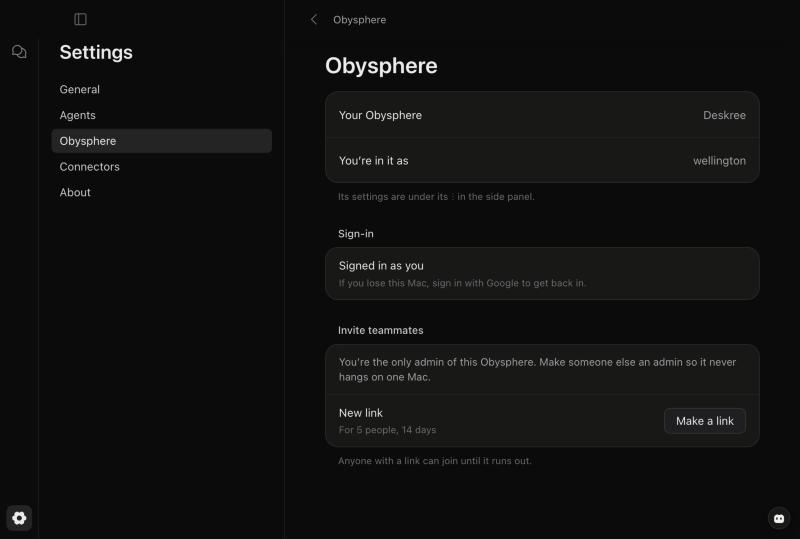 Settings
General
Agents
Obysphere
Connectors
About
Obysphere
Obysphere
Your Obysphere
Deskree
You’re in it as
wellington
Its settings are under its ⋮ in the side panel.
Sign-in
Signed in as you
If you lose this Mac, sign in with Google to get back in.
Invite teammates
You’re the only admin of this Obysphere. Make someone else an admin so it never
hangs on one Mac.
New link
For 5 people, 14 days
Make a link
Anyone with a link can join until it runs out.